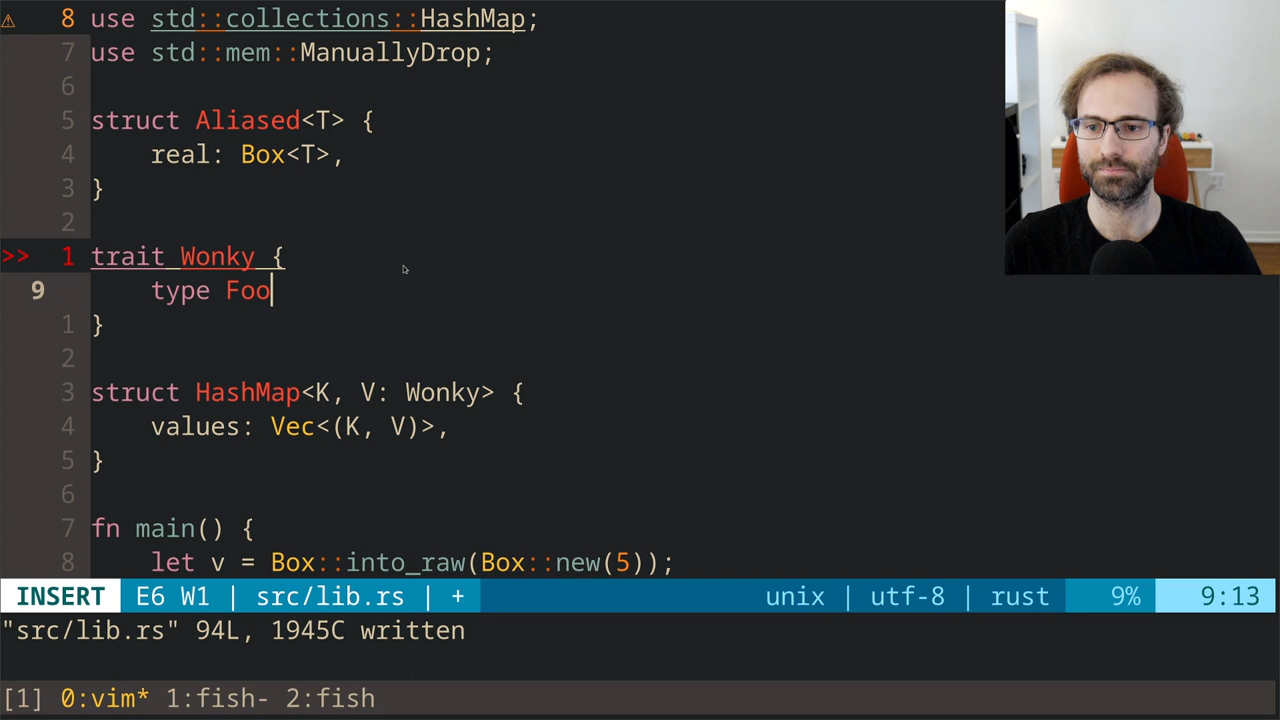 ⚠ 8 use std::collections::HashMap;
7 use std::mem::ManuallyDrop;
6
5 struct Aliased<T> {
4     real: Box<T>,
3 }
2
>> 1 trait Wonky {
9     type Foo
1 }
2
3 struct HashMap<K, V: Wonky> {
4     values: Vec<(K, V)>,
5 }
6
7 fn main() {
8     let v = Box::into_raw(Box::new(5));
INSERT E6 W1 | src/lib.rs | + unix | utf-8 | rust 9% 9:13
"src/lib.rs" 94L, 1945C written
[1] 0:vim* 1:fish- 2:fish